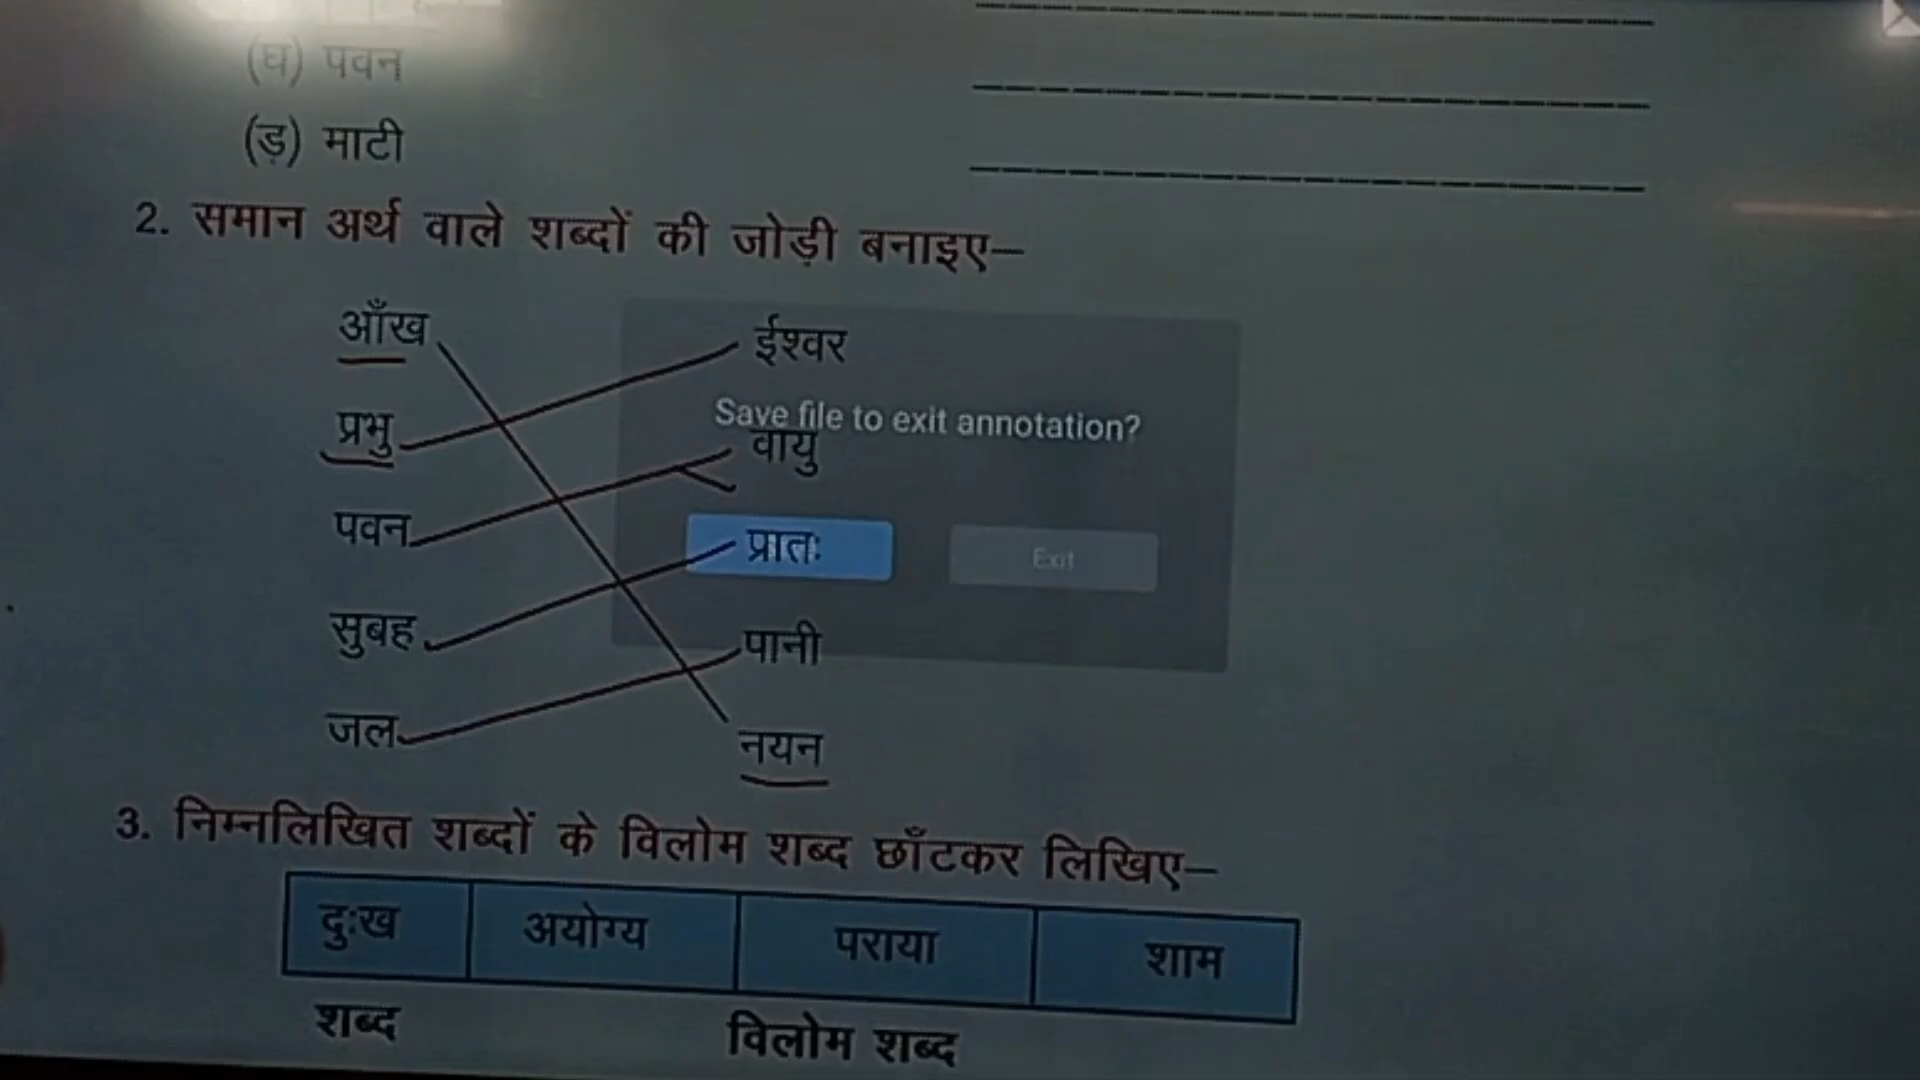 (घ) पवन
(ड़) माटी
2. समान अर्थ वाले शब्दों की जोड़ी बनाइए–
आँख ईश्वर
Save file to exit annotation?
प्रभु वायु
पवन प्रातः Exit
सुबह पानी
जल नयन
3. निम्नलिखित शब्दों के विलोम शब्द छाँटकर लिखिए–
दुःख अयोग्य पराया शाम
शब्द विलोम शब्द